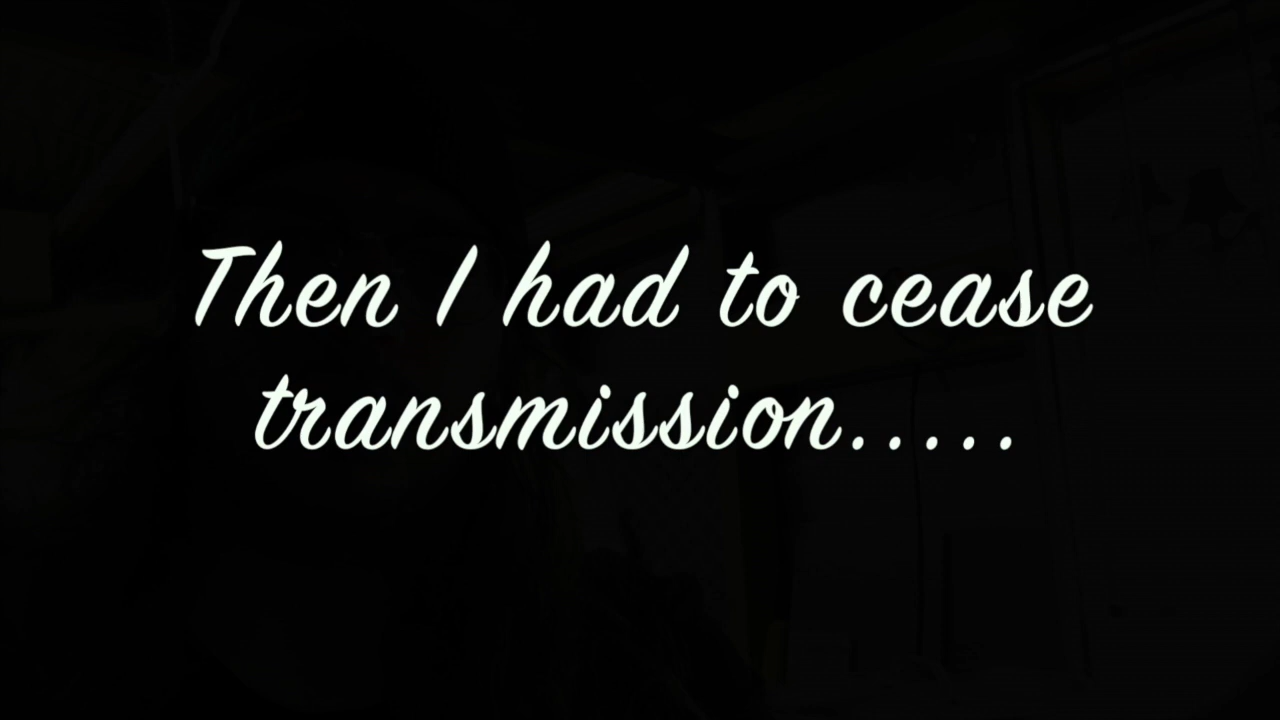 Then I had to cease
transmission.....